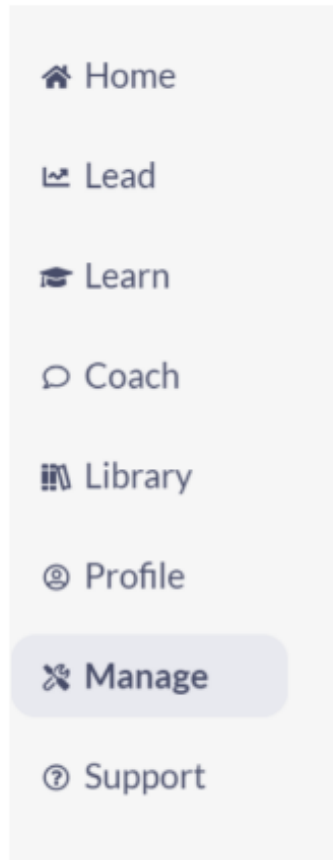 Home
Lead
Learn
Coach
Library
Profile
Manage
Support